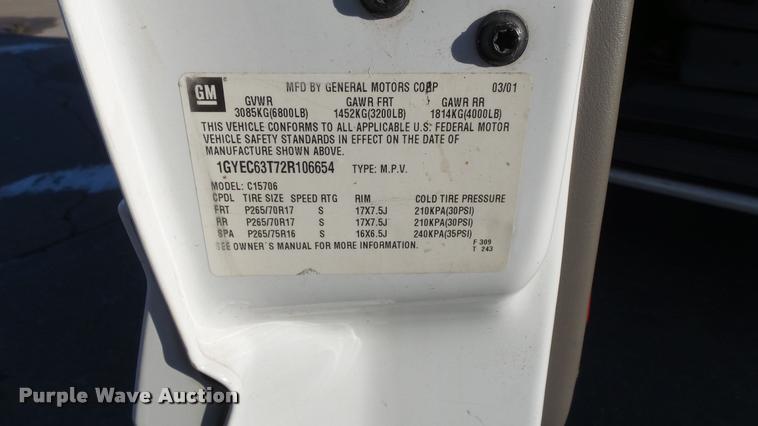 GM MFD BY GENERAL MOTORS CORP 03/01
GVWR GAWR FRT GAWR RR
3085KG(6800LB) 1452KG(3200LB) 1814KG(4000LB)
THIS VEHICLE CONFORMS TO ALL APPLICABLE U.S. FEDERAL MOTOR
VEHICLE SAFETY STANDARDS IN EFFECT ON THE DATE OF
MANUFACTURE SHOWN ABOVE.
1GYEC63T72R106654 TYPE: M.P.V.
MODEL: C15706
CPDL TIRE SIZE SPEED RTG RIM COLD TIRE PRESSURE
FRT P265/70R17 S 17X7.5J 210KPA(30PSI)
RR P265/70R17 S 17X7.5J 210KPA(30PSI)
SPA P265/75R16 S 16X6.5J 240KPA(35PSI)
SEE OWNER'S MANUAL FOR MORE INFORMATION.
F 309
T 243
Purple Wave Auction